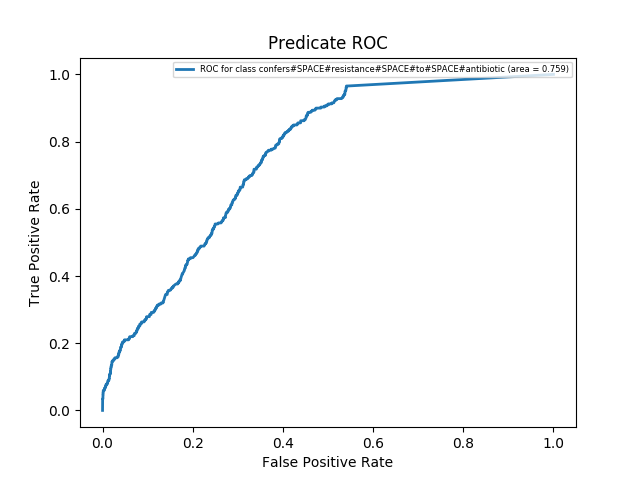 Predicate ROC
ROC for class confers#SPACE#resistance#SPACE#to#SPACE#antibiotic (area = 0.759)
1.0
0.8
0.6
0.4
0.2
0.0
True Positive Rate
0.0 0.2 0.4 0.6 0.8 1.0
False Positive Rate